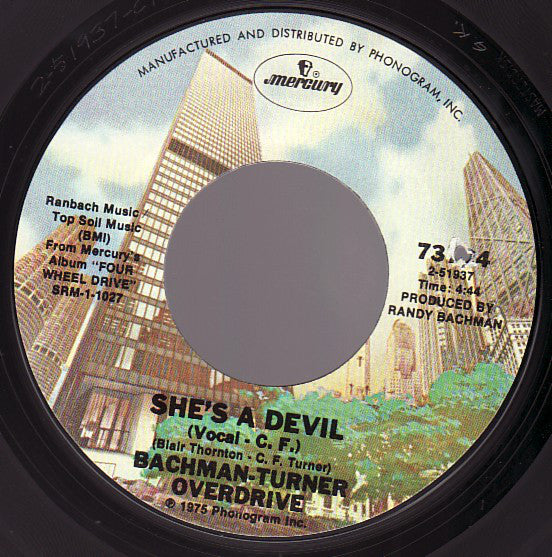 MANUFACTURED AND DISTRIBUTED BY PHONOGRAM, INC.
mercury
Ranbach Music
Top Soil Music
(BMI)
From Mercury's
Album "FOUR
WHEEL DRIVE"
SRM-1-1027
2-51937
Time: 4:44
PRODUCED BY
RANDY BACHMAN
SHE'S A DEVIL
(Vocal - C. F.)
(Blair Thornton - C. F. Turner)
BACHMAN-TURNER
OVERDRIVE
℗ 1975 Phonogram Inc.